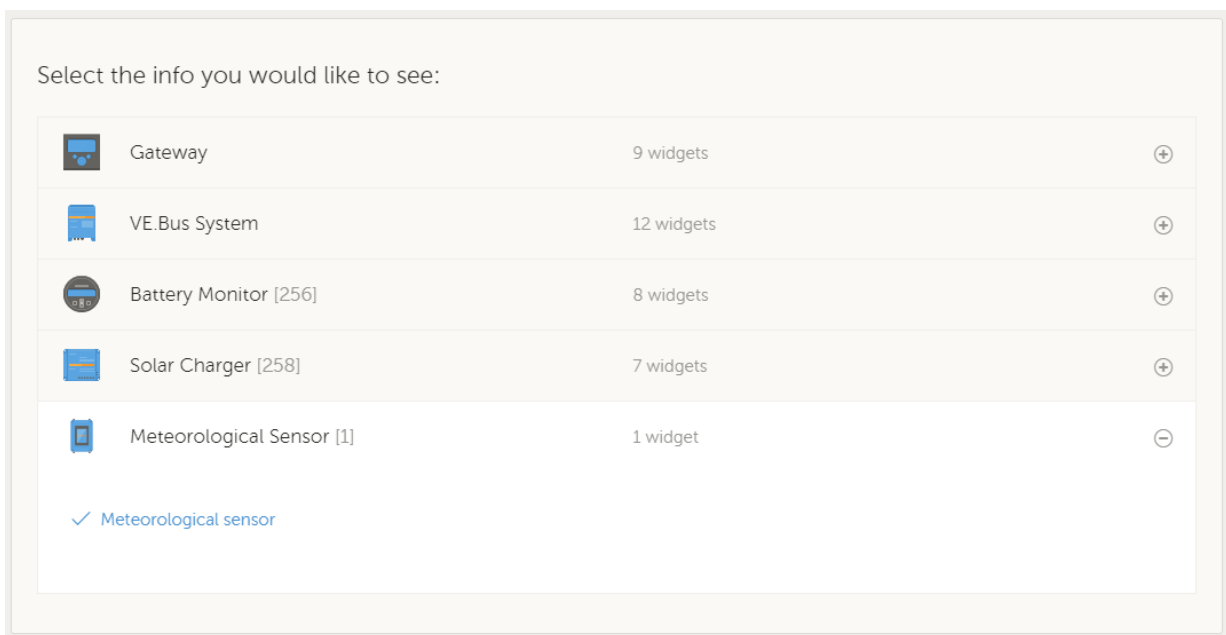 Select the info you would like to see:
Gateway 9 widgets
VE.Bus System 12 widgets
Battery Monitor [256] 8 widgets
Solar Charger [258] 7 widgets
Meteorological Sensor [1] 1 widget
Meteorological sensor